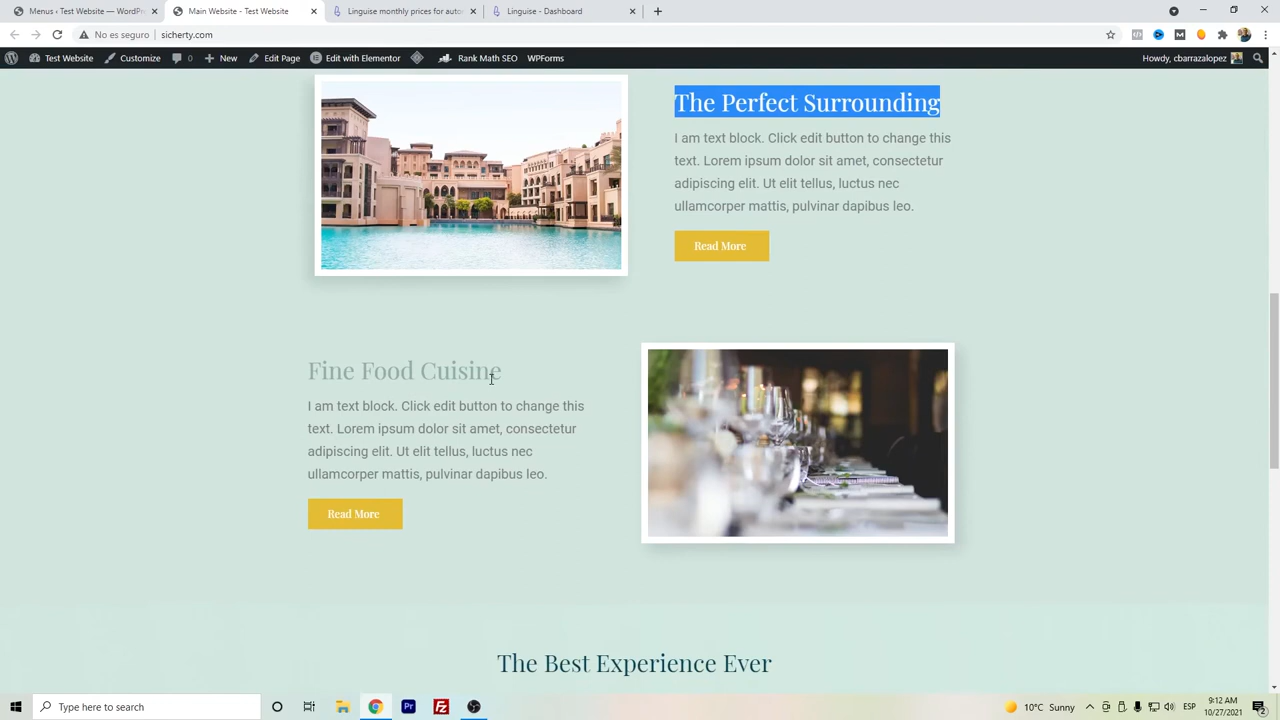 Menus ‹ Test Website — WordPr
Main Website - Test Website
Linguise monthly prices for auto
Linguise - Dashboard
No es seguro
sicherty.com
Test Website
Customize
0
New
Edit Page
Edit with Elementor
Rank Math SEO
WPForms
Howdy, cbarrazalopez
The Perfect Surrounding
I am text block. Click edit button to change this
text. Lorem ipsum dolor sit amet, consectetur
adipiscing elit. Ut elit tellus, luctus nec
ullamcorper mattis, pulvinar dapibus leo.
Read More
Fine Food Cuisine
I am text block. Click edit button to change this
text. Lorem ipsum dolor sit amet, consectetur
adipiscing elit. Ut elit tellus, luctus nec
ullamcorper mattis, pulvinar dapibus leo.
Read More
The Best Experience Ever
Type here to search
Pr
10°C Sunny
ESP
9:12 AM
10/27/2021
2